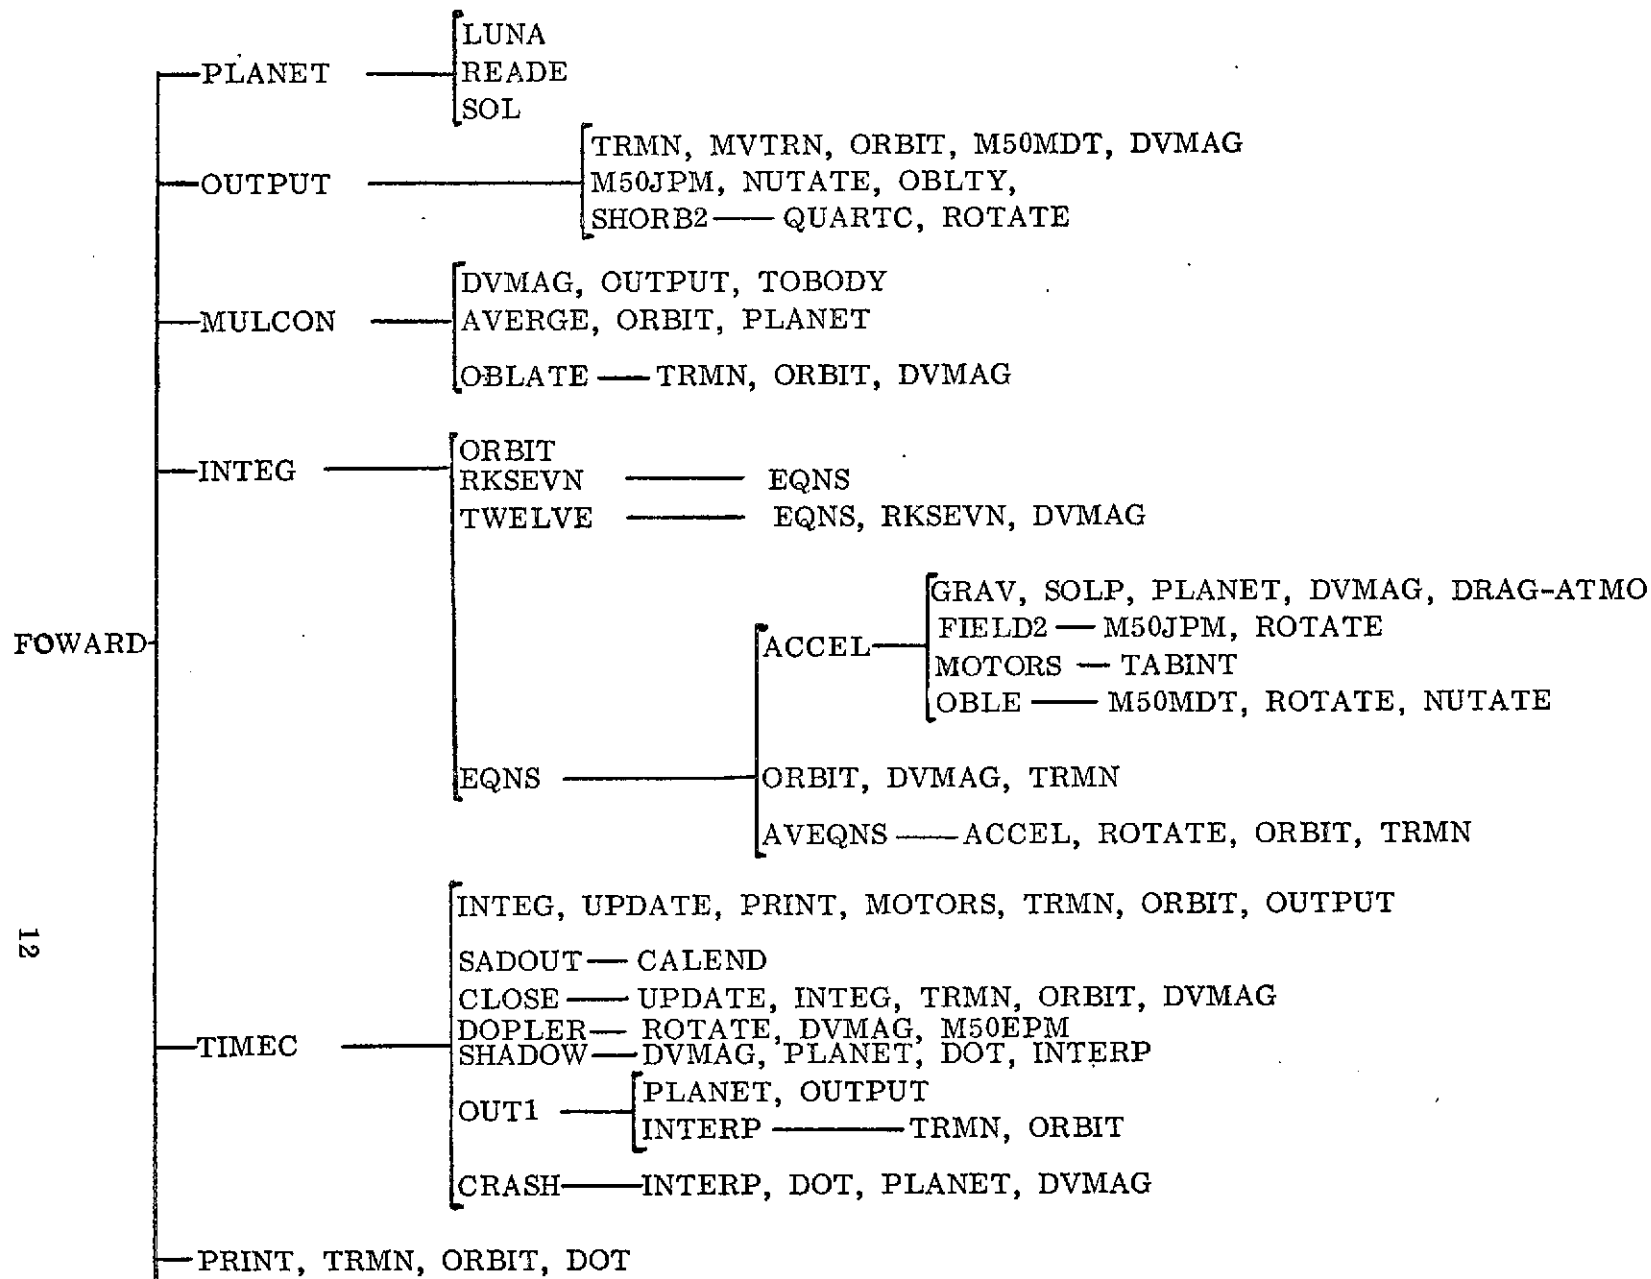 LUNA
PLANET READE
SOL
TRMN, MVTRN, ORBIT, M50MDT, DVMAG
OUTPUT M50JPM, NUTATE, OBLTY,
SHORB2 — QUARTC, ROTATE
DVMAG, OUTPUT, TOBODY
MULCON AVERGE, ORBIT, PLANET
OBLATE — TRMN, ORBIT, DVMAG
ORBIT
INTEG RKSEVN — EQNS
TWELVE — EQNS, RKSEVN, DVMAG
GRAV, SOLP, PLANET, DVMAG, DRAG-ATMO
FIELD2 — M50JPM, ROTATE
FOWARD ACCEL MOTORS — TABINT
OBLE — M50MDT, ROTATE, NUTATE
EQNS ORBIT, DVMAG, TRMN
AVEQNS — ACCEL, ROTATE, ORBIT, TRMN
INTEG, UPDATE, PRINT, MOTORS, TRMN, ORBIT, OUTPUT
SADOUT — CALEND
CLOSE — UPDATE, INTEG, TRMN, ORBIT, DVMAG
DOPLER — ROTATE, DVMAG, M50EPM
TIMEC SHADOW — DVMAG, PLANET, DOT, INTERP
PLANET, OUTPUT
OUT1 INTERP — TRMN, ORBIT
CRASH — INTERP, DOT, PLANET, DVMAG
PRINT, TRMN, ORBIT, DOT
12